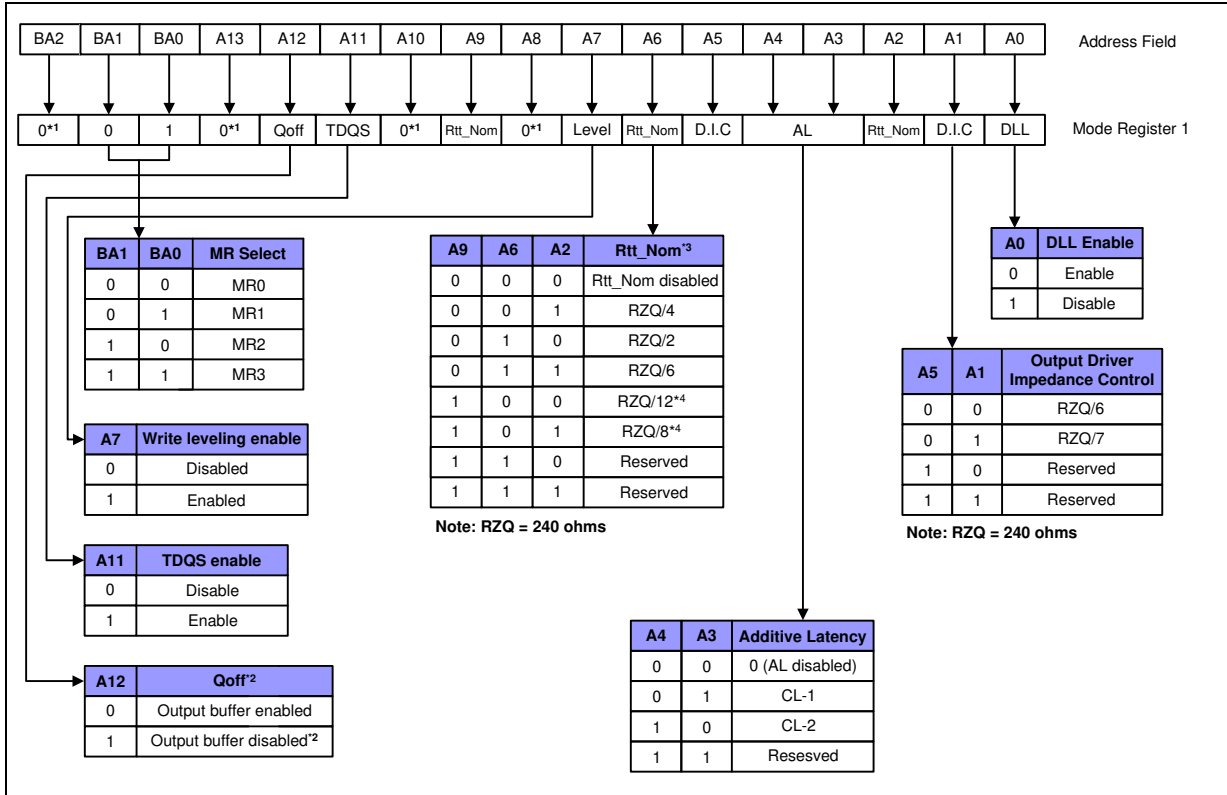 BA2 BA1 BA0 A13 A12 A11 A10 A9 A8 A7 A6 A5 A4 A3 A2 A1 A0 Address Field
0*1 0 1 0*1 Qoff TDQS 0*1 Rtt_Nom 0*1 Level Rtt_Nom D.I.C AL Rtt_Nom D.I.C DLL Mode Register 1
BA1 BA0 MR Select
0 0 MR0
0 1 MR1
1 0 MR2
1 1 MR3
A9 A6 A2 Rtt_Nom*3
0 0 0 Rtt_Nom disabled
0 0 1 RZQ/4
0 1 0 RZQ/2
0 1 1 RZQ/6
1 0 0 RZQ/12*4
1 0 1 RZQ/8*4
1 1 0 Reserved
1 1 1 Reserved
Note: RZQ = 240 ohms
A0 DLL Enable
0 Enable
1 Disable
A5 A1 Output Driver
Impedance Control
0 0 RZQ/6
0 1 RZQ/7
1 0 Reserved
1 1 Reserved
Note: RZQ = 240 ohms
A7 Write leveling enable
0 Disabled
1 Enabled
A11 TDQS enable
0 Disable
1 Enable
A12 Qoff*2
0 Output buffer enabled
1 Output buffer disabled*2
A4 A3 Additive Latency
0 0 0 (AL disabled)
0 1 CL-1
1 0 CL-2
1 1 Resesved